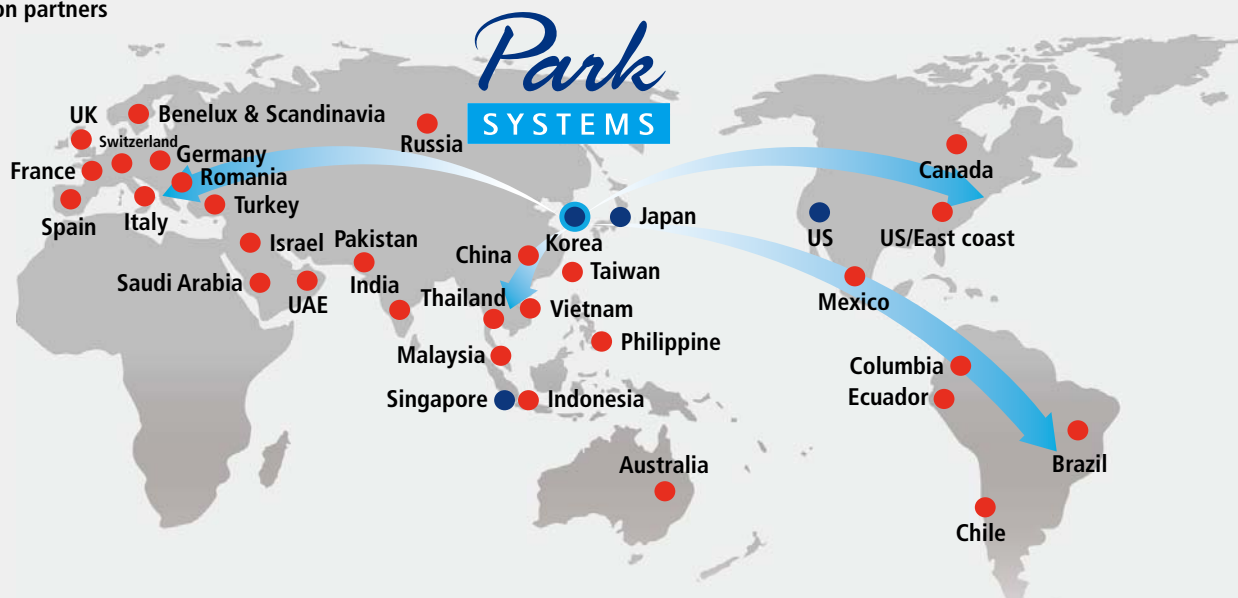 on partners
Park
SYSTEMS
UK
Benelux & Scandinavia
Switzerland
Russia
Germany
France
Romania
Canada
Spain
Italy
Turkey
Japan
Israel
Pakistan
China
Korea
US
US/East coast
Saudi Arabia
UAE
India
Taiwan
Thailand
Vietnam
Mexico
Malaysia
Philippine
Columbia
Singapore
Indonesia
Ecuador
Australia
Brazil
Chile